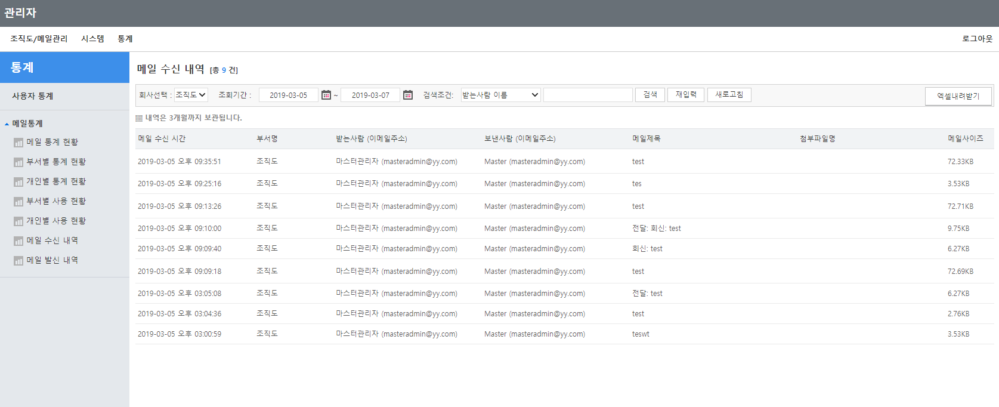 관리자
조직도/메일관리 시스템 통계 로그아웃
통계
사용자 통계
메일통계
메일 통계 현황
부서별 통계 현황
개인별 통계 현황
부서별 사용 현황
개인별 사용 현황
메일 수신 내역
메일 발신 내역
메일 수신 내역 [총 9 건]
회사선택 : 조직도 조회기간 : 2019-03-05 ~ 2019-03-07 검색조건: 받는사람 이름 검색 재입력 새로고침 엑셀내려받기
내역은 3개월까지 보관됩니다.
메일 수신 시간 부서명 받는사람 (이메일주소) 보낸사람 (이메일주소) 메일제목 첨부파일명 메일사이즈
2019-03-05 오후 09:35:51 조직도 마스터관리자 (masteradmin@yy.com) Master (masteradmin@yy.com) test 72.33KB
2019-03-05 오후 09:25:16 조직도 마스터관리자 (masteradmin@yy.com) Master (masteradmin@yy.com) tes 3.53KB
2019-03-05 오후 09:13:26 조직도 마스터관리자 (masteradmin@yy.com) Master (masteradmin@yy.com) test 72.71KB
2019-03-05 오후 09:10:00 조직도 마스터관리자 (masteradmin@yy.com) Master (masteradmin@yy.com) 전달: 회신: test 9.75KB
2019-03-05 오후 09:09:40 조직도 마스터관리자 (masteradmin@yy.com) Master (masteradmin@yy.com) 회신: test 6.27KB
2019-03-05 오후 09:09:18 조직도 마스터관리자 (masteradmin@yy.com) Master (masteradmin@yy.com) test 72.69KB
2019-03-05 오후 03:05:08 조직도 마스터관리자 (masteradmin@yy.com) Master (masteradmin@yy.com) 전달: test 6.27KB
2019-03-05 오후 03:04:36 조직도 마스터관리자 (masteradmin@yy.com) Master (masteradmin@yy.com) test 2.76KB
2019-03-05 오후 03:00:59 조직도 마스터관리자 (masteradmin@yy.com) Master (masteradmin@yy.com) teswt 3.53KB